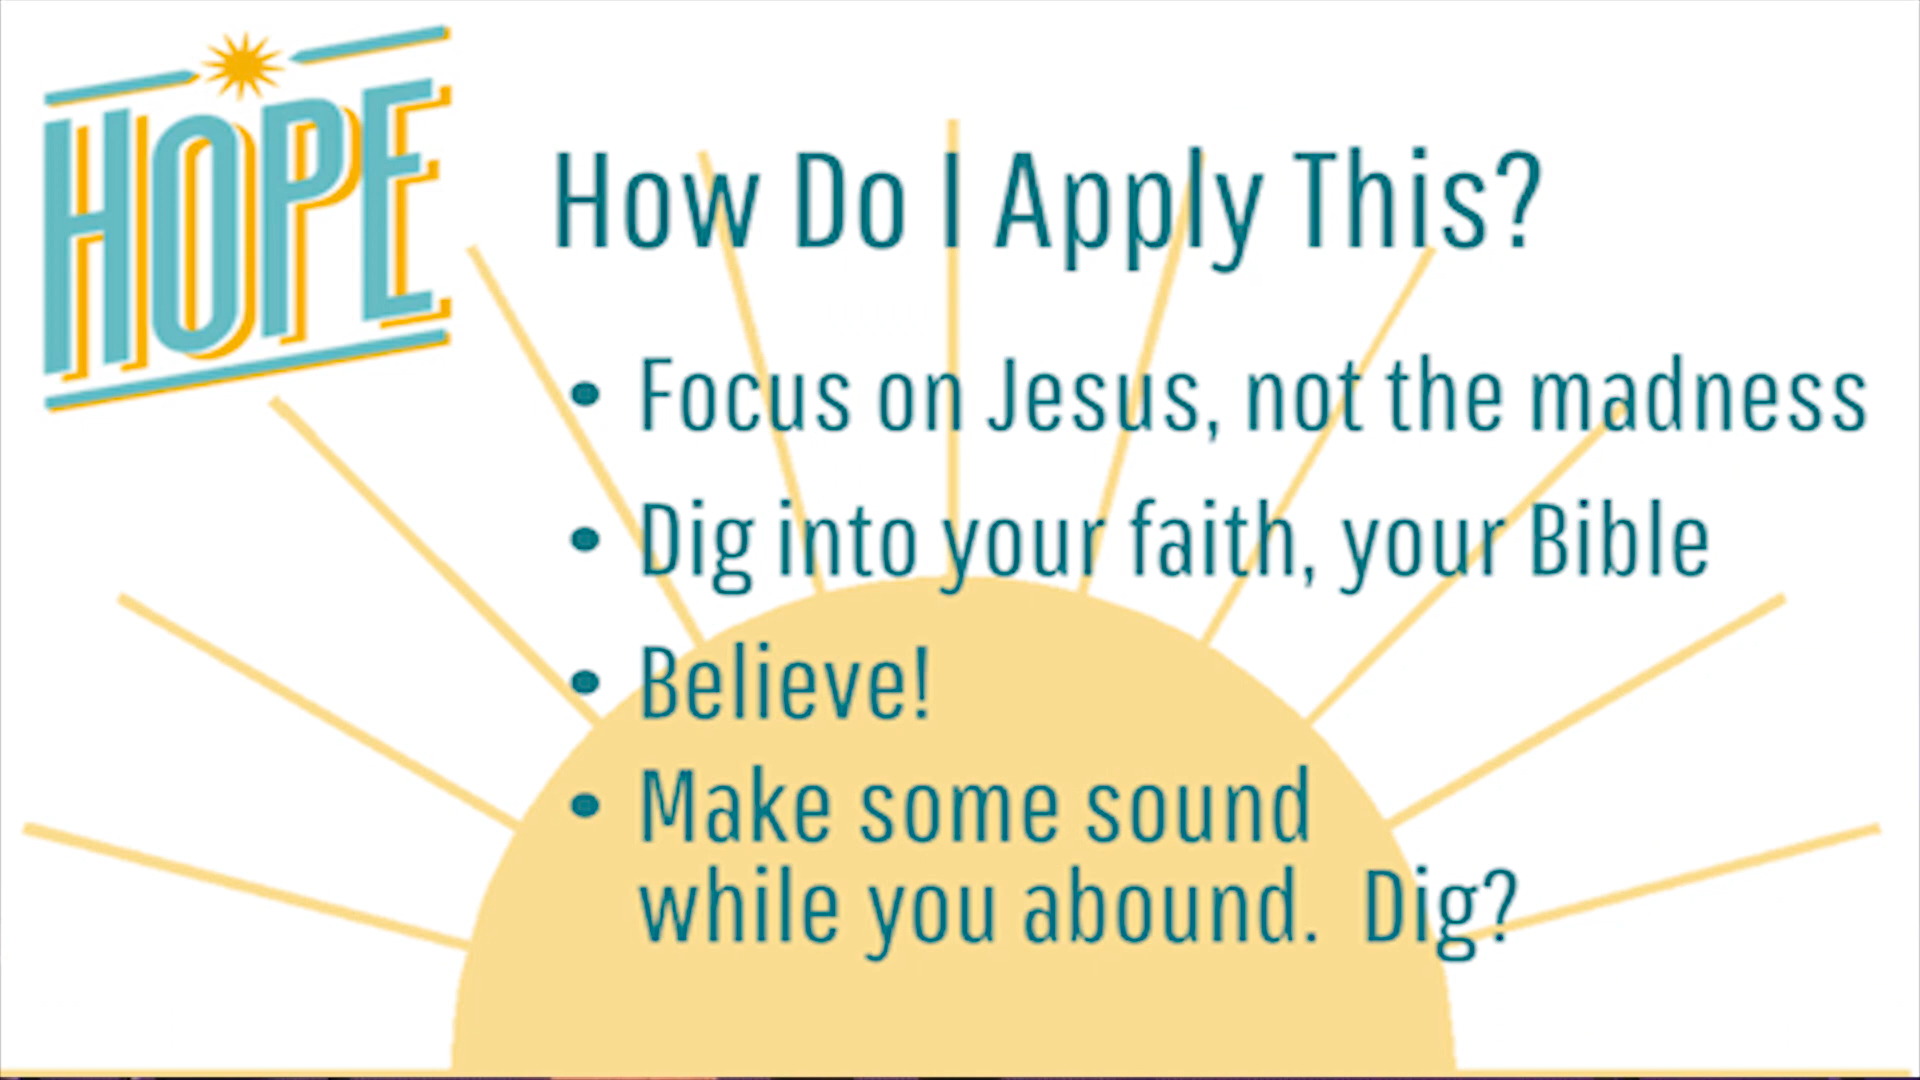 HOPE
How Do I Apply This?
• Focus on Jesus, not the madness
• Dig into your faith, your Bible
• Believe!
• Make some sound
while you abound. Dig?